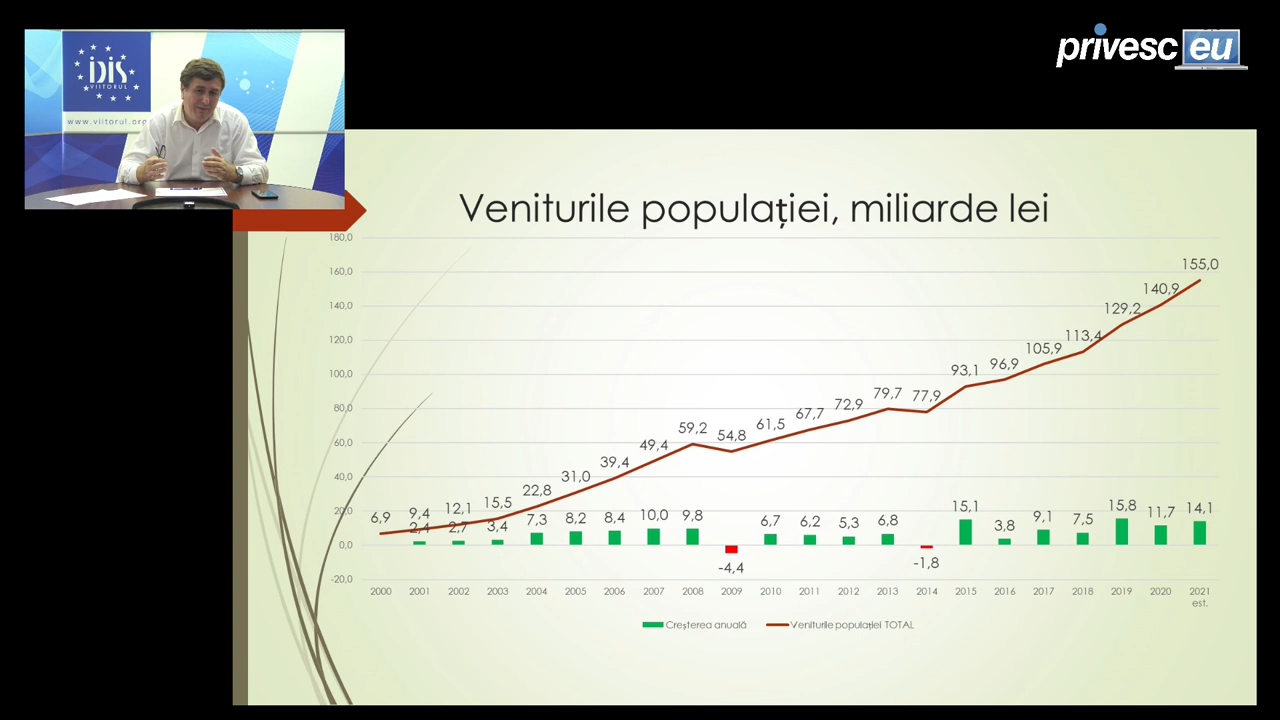 privesc eu
iDiS
VIITORUL
www.viitorul.org
Veniturile populației, miliarde lei
180,0
160,0
140,0
120,0
100,0
80,0
60,0
40,0
20,0
0,0
-20,0
6,9 9,4 12,1 15,5 22,8 31,0 39,4 49,4 59,2 54,8 61,5 67,7 72,9 79,7 77,9 93,1 96,9 105,9 113,4 129,2 140,9 155,0
2,4 2,7 3,4 7,3 8,2 8,4 10,0 9,8 -4,4 6,7 6,2 5,3 6,8 -1,8 15,1 3,8 9,1 7,5 15,8 11,7 14,1
2000 2001 2002 2003 2004 2005 2006 2007 2008 2009 2010 2011 2012 2013 2014 2015 2016 2017 2018 2019 2020 2021
est.
Creșterea anuală Veniturile populației TOTAL